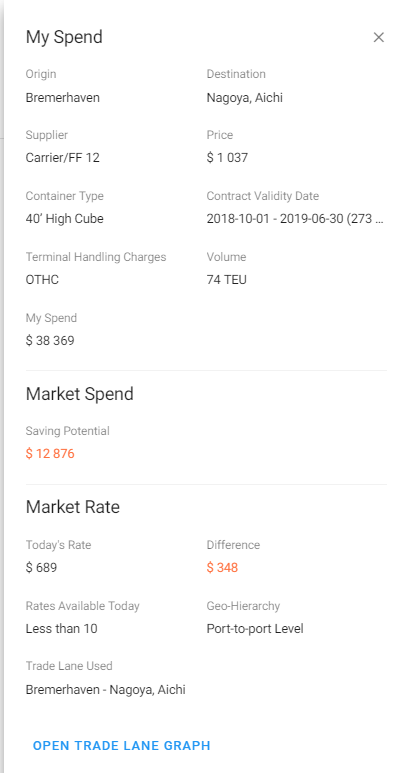 My Spend
Origin Destination
Bremerhaven Nagoya, Aichi
Supplier Price
Carrier/FF 12 $ 1 037
Container Type Contract Validity Date
40' High Cube 2018-10-01 - 2019-06-30 (273 ...
Terminal Handling Charges Volume
OTHC 74 TEU
My Spend
$ 38 369
Market Spend
Saving Potential
$ 12 876
Market Rate
Today's Rate Difference
$ 689 $ 348
Rates Available Today Geo-Hierarchy
Less than 10 Port-to-port Level
Trade Lane Used
Bremerhaven - Nagoya, Aichi
OPEN TRADE LANE GRAPH